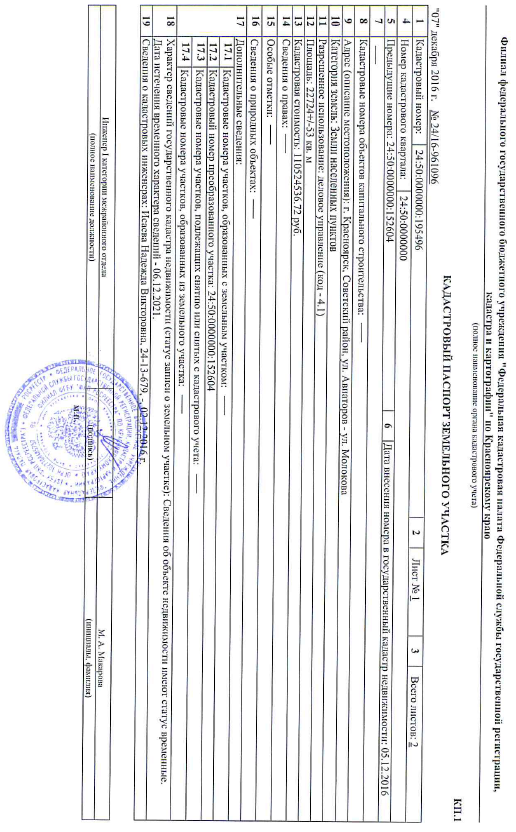 Филиал федерального государственного бюджетного учреждения "Федеральная кадастровая палата Федеральной службы государственной регистрации,
кадастра и картографии" по Красноярскому краю
(полное наименование органа кадастрового учета)
КП.1
КАДАСТРОВЫЙ ПАСПОРТ ЗЕМЕЛЬНОГО УЧАСТКА
"07" декабря 2016 г. № 24/16-961096
1 Кадастровый номер: 24:50:0000000:195496 2 Лист № 1 3 Всего листов: 2
4 Номер кадастрового квартала: 24:50:0000000
5 Предыдущие номера: 24:50:0000000:152604 6 Дата внесения номера в государственный кадастр недвижимости: 05.12.2016
7
8 Кадастровые номера объектов капитального строительства: ——
9 Адрес (описание местоположения): г. Красноярск, Советский район, ул. Авиаторов - ул. Молокова
10 Категория земель: Земли населенных пунктов
11 Разрешенное использование: деловое управление (код - 4.1)
12 Площадь: 22724+/-53 кв. м
13 Кадастровая стоимость: 110524536.72 руб.
14 Сведения о правах: ——
15 Особые отметки: ——
16 Сведения о природных объектах: ——
17 Дополнительные сведения:
17.1 Кадастровые номера участков, образованных с земельным участком: ——
17.2 Кадастровый номер преобразованного участка: 24:50:0000000:152604
17.3 Кадастровые номера участков, подлежащих снятию или снятых с кадастрового учета: ——
17.4 Кадастровые номера участков, образованных из земельного участка: ——
18 Характер сведений государственного кадастра недвижимости (статус записи о земельном участке): Сведения об объекте недвижимости имеют статус временные.
Дата истечения временного характера сведений - 06.12.2021.
19 Сведения о кадастровых инженерах: Исаева Надежда Викторовна, 24-13-679, , 02.12.2016 г.
Инженер I категории межрайонного отдела М. А. Макарова
(полное наименование должности) М.П. (подпись) (инициалы, фамилия)